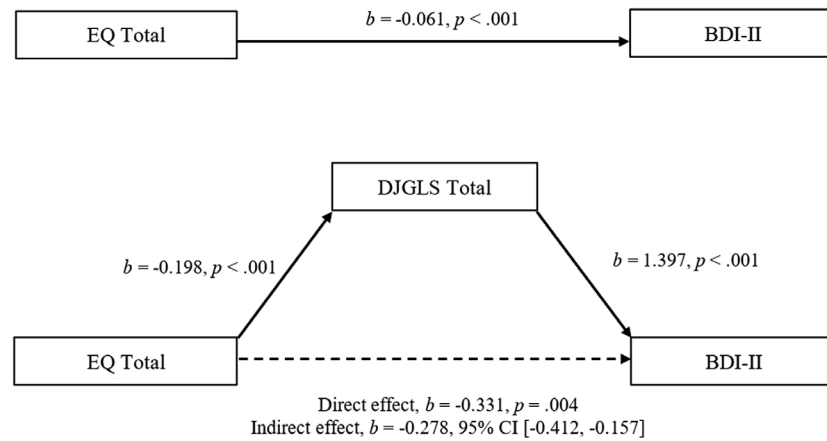 b = -0.061, p < .001
EQ Total
BDI-II
DJGLS Total
b = -0.198, p < .001
b = 1.397, p < .001
EQ Total
BDI-II
Direct effect, b = -0.331, p = .004
Indirect effect, b = -0.278, 95% CI [-0.412, -0.157]